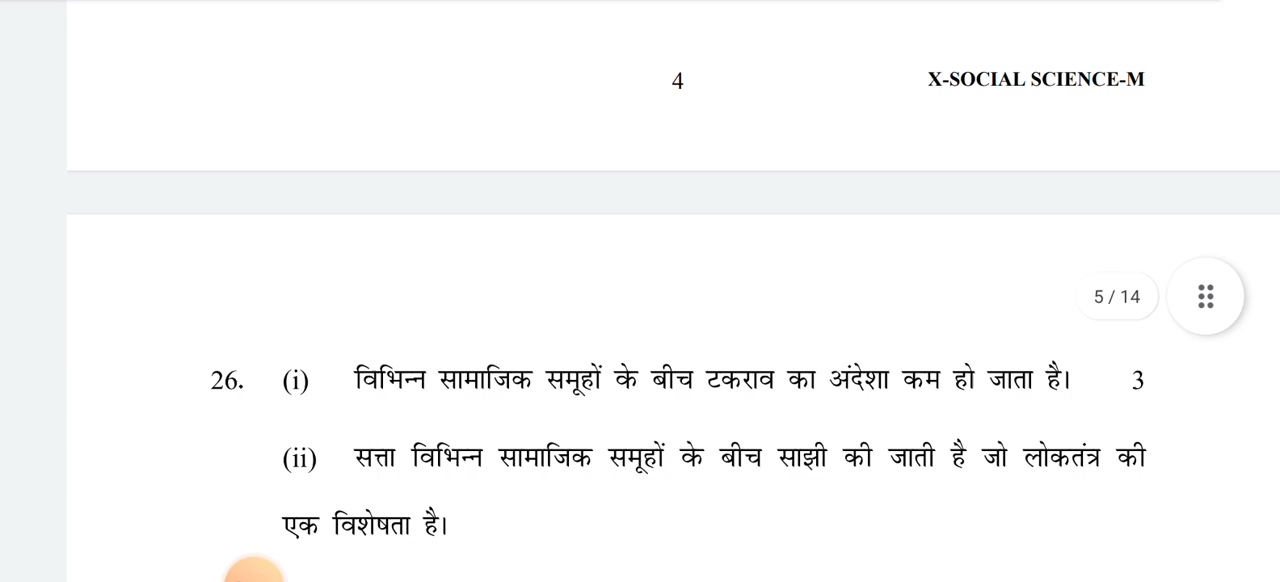 4 X-SOCIAL SCIENCE-M
5 / 14
26. (i) विभिन्न सामाजिक समूहों के बीच टकराव का अंदेशा कम हो जाता है। 3
(ii) सत्ता विभिन्न सामाजिक समूहों के बीच साझी की जाती है जो लोकतंत्र की
एक विशेषता है।